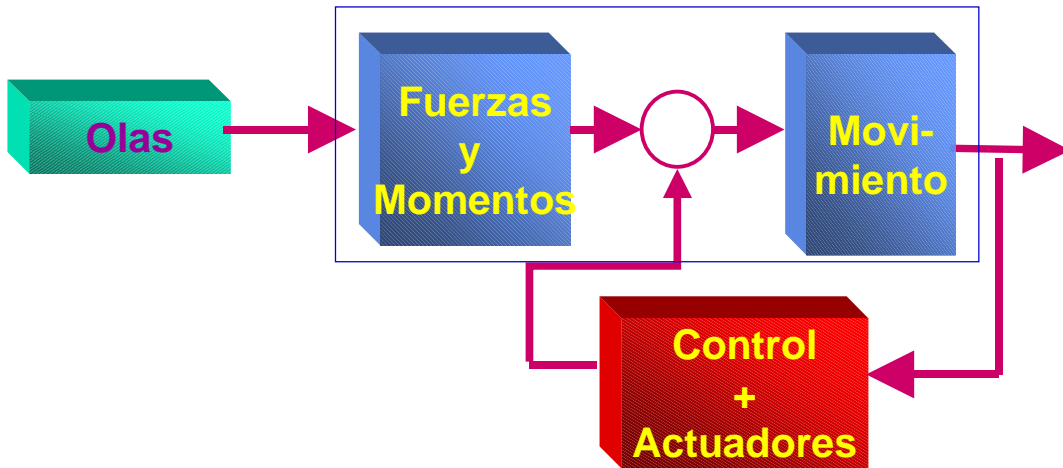 Olas
Fuerzas
y
Momentos
Movi-
miento
Control
+
Actuadores